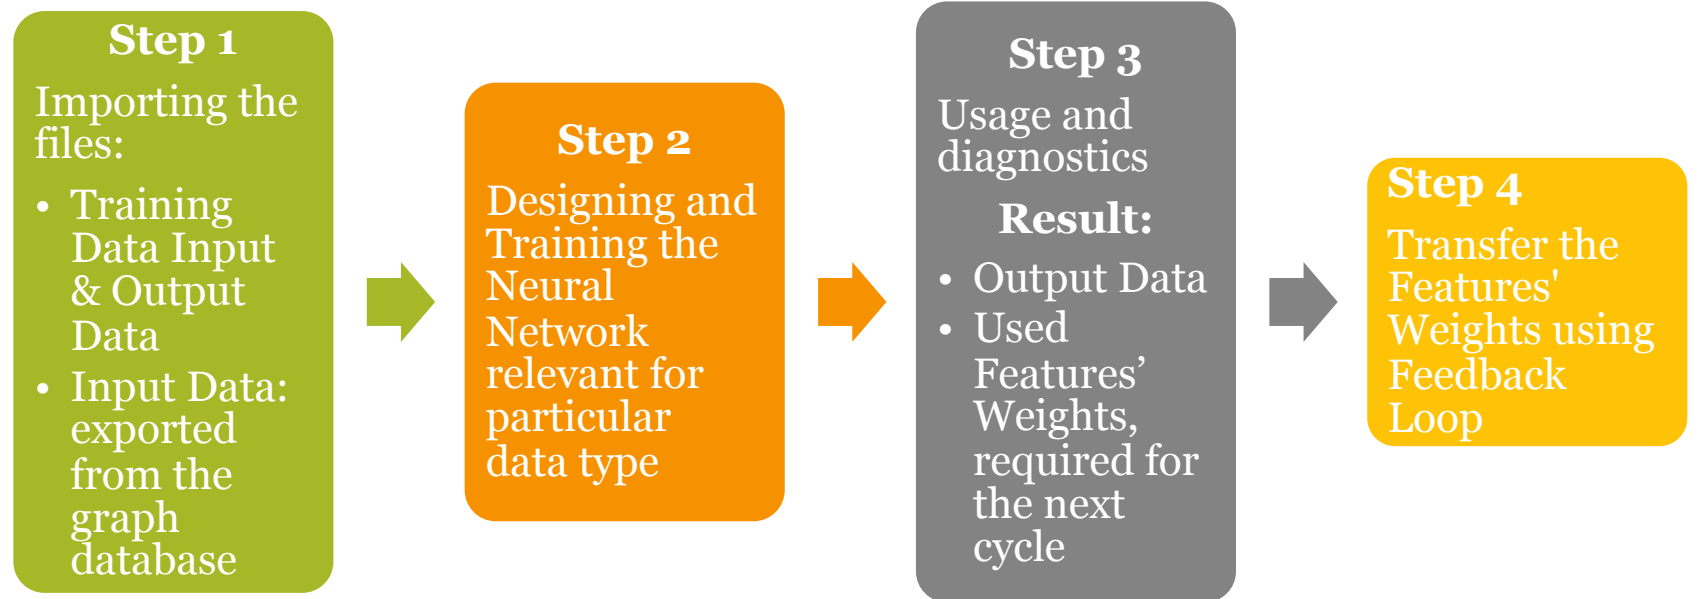 Step 1
Importing the
files:
• Training
Data Input
& Output
Data
• Input Data:
exported
from the
graph
database
Step 2
Designing and
Training the
Neural
Network
relevant for
particular
data type
Step 3
Usage and
diagnostics
Result:
• Output Data
• Used
Features’
Weights,
required for
the next
cycle
Step 4
Transfer the
Features'
Weights using
Feedback
Loop